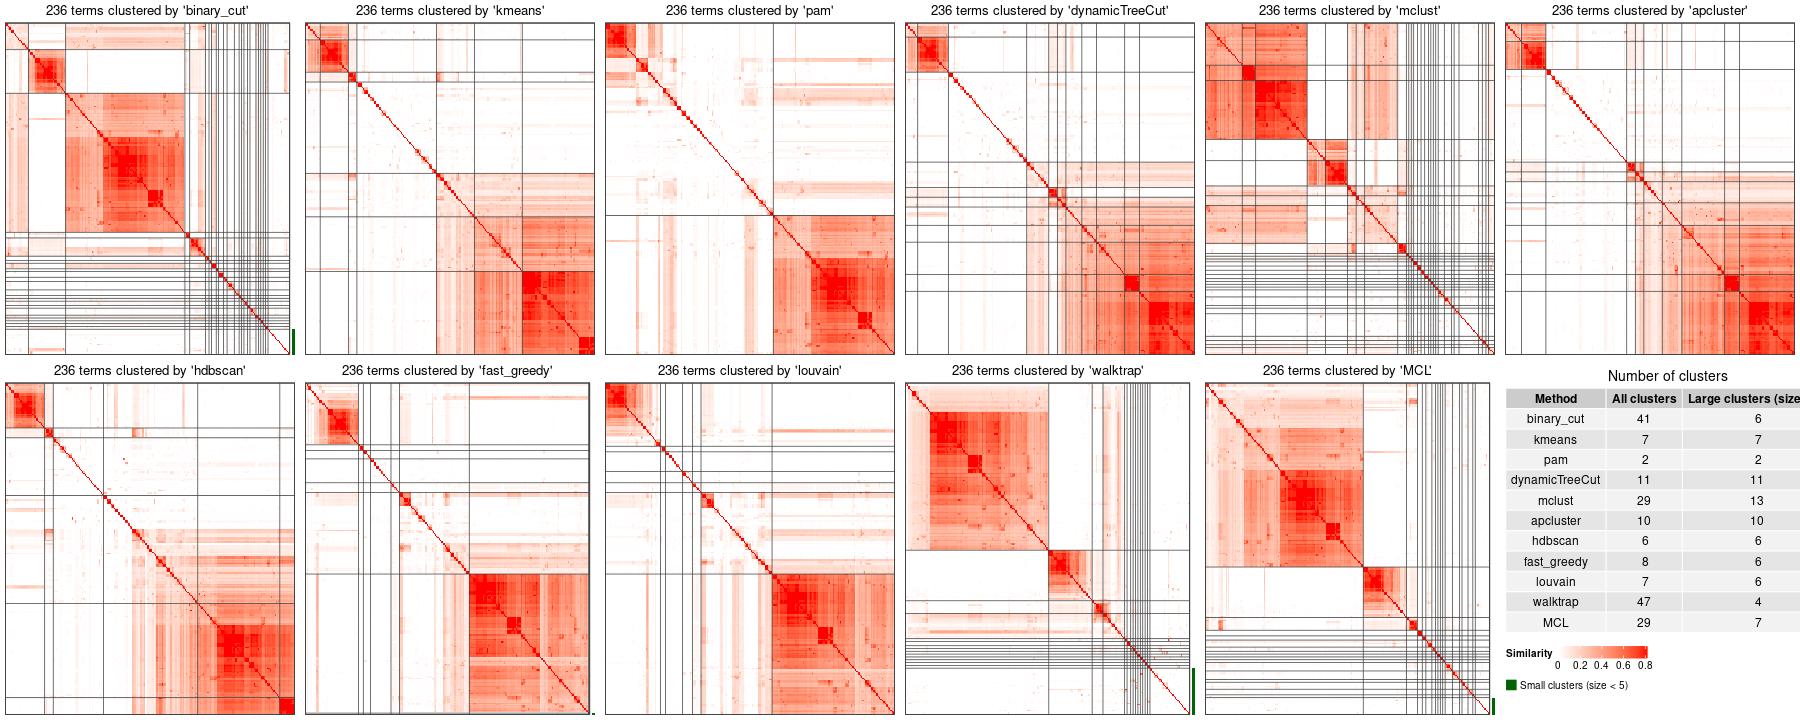 236 terms clustered by 'binary_cut'
236 terms clustered by 'kmeans'
236 terms clustered by 'pam'
236 terms clustered by 'dynamicTreeCut'
236 terms clustered by 'mclust'
236 terms clustered by 'apcluster'
236 terms clustered by 'hdbscan'
236 terms clustered by 'fast_greedy'
236 terms clustered by 'louvain'
236 terms clustered by 'walktrap'
236 terms clustered by 'MCL'
Number of clusters
Method All clusters Large clusters (size
binary_cut 41 6
kmeans 7 7
pam 2 2
dynamicTreeCut 11 11
mclust 29 13
apcluster 10 10
hdbscan 6 6
fast_greedy 8 6
louvain 7 6
walktrap 47 4
MCL 29 7
Similarity
0 0.2 0.4 0.6 0.8
Small clusters (size < 5)